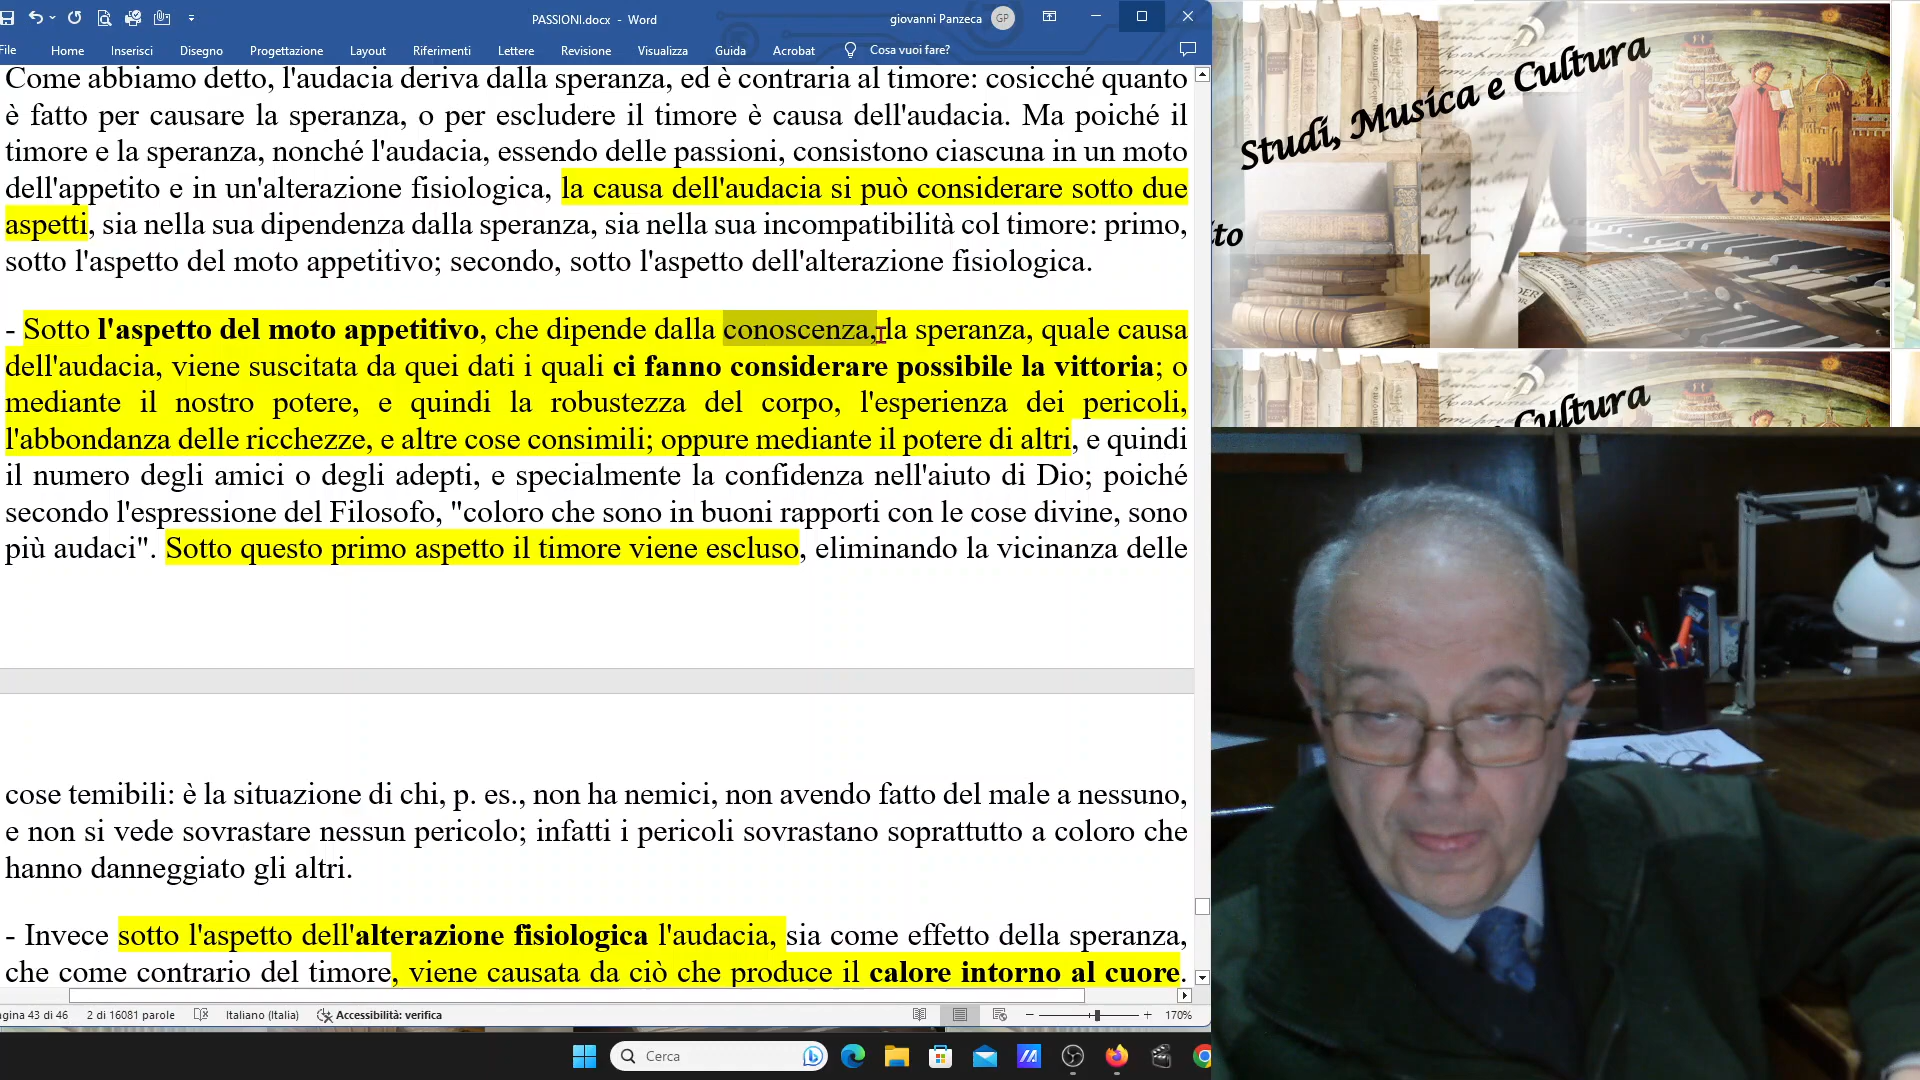 PASSIONI.docx - Word
giovanni Panzeca
GP
File Home Inserisci Disegno Progettazione Layout Riferimenti Lettere Revisione Visualizza Guida Acrobat Cosa vuoi fare?
Come abbiamo detto, l'audacia deriva dalla speranza, ed è contraria al timore: cosicché quanto
è fatto per causare la speranza, o per escludere il timore è causa dell'audacia. Ma poiché il
timore e la speranza, nonché l'audacia, essendo delle passioni, consistono ciascuna in un moto
dell'appetito e in un'alterazione fisiologica, la causa dell'audacia si può considerare sotto due
aspetti, sia nella sua dipendenza dalla speranza, sia nella sua incompatibilità col timore: primo,
sotto l'aspetto del moto appetitivo; secondo, sotto l'aspetto dell'alterazione fisiologica.
- Sotto l'aspetto del moto appetitivo, che dipende dalla conoscenza, la speranza, quale causa
dell'audacia, viene suscitata da quei dati i quali ci fanno considerare possibile la vittoria; o
mediante il nostro potere, e quindi la robustezza del corpo, l'esperienza dei pericoli,
l'abbondanza delle ricchezze, e altre cose consimili; oppure mediante il potere di altri, e quindi
il numero degli amici o degli adepti, e specialmente la confidenza nell'aiuto di Dio; poiché
secondo l'espressione del Filosofo, "coloro che sono in buoni rapporti con le cose divine, sono
più audaci". Sotto questo primo aspetto il timore viene escluso, eliminando la vicinanza delle
cose temibili: è la situazione di chi, p. es., non ha nemici, non avendo fatto del male a nessuno,
e non si vede sovrastare nessun pericolo; infatti i pericoli sovrastano soprattutto a coloro che
hanno danneggiato gli altri.
- Invece sotto l'aspetto dell'alterazione fisiologica l'audacia, sia come effetto della speranza,
che come contrario del timore, viene causata da ciò che produce il calore intorno al cuore.
agina 43 di 46 2 di 16081 parole Italiano (Italia) Accessibilità: verifica 170%
Cerca
Studi, Musica e Cultura
ito
Cultura